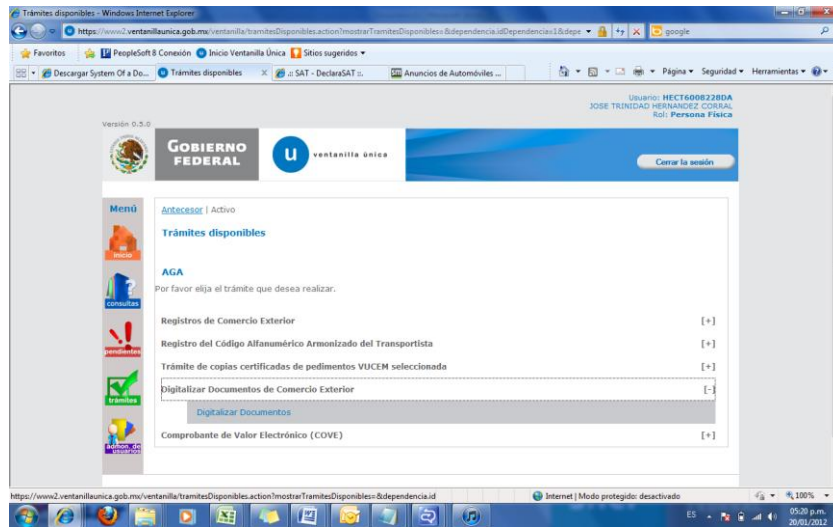 Trámites disponibles - Windows Internet Explorer
https://www2.ventanillaunica.gob.mx/ventanilla/tramitesDisponibles.action?mostrarTramitesDisponibles=&dependencia.idDependencia=1&depe
google
Favoritos PeopleSoft 8 Conexión Inicio Ventanilla Única Sitios sugeridos
Descargar System Of a Do... Trámites disponibles SAT - DeclaraSAT Anuncios de Automóviles ... Página Seguridad Herramientas
Usuario: HECT6008228DA
JOSE TRINIDAD HERNANDEZ CORRAL
Rol: Persona Física
Versión 0.5.0
GOBIERNO
FEDERAL
u ventanilla única
Cerrar la sesión
Menú
Antecesor | Activo
Trámites disponibles
inicio
AGA
Por favor elija el trámite que desea realizar.
consultas
Registros de Comercio Exterior [+]
Registro del Código Alfanumérico Armonizado del Transportista [+]
pendientes
Trámite de copias certificadas de pedimentos VUCEM seleccionada [+]
Digitalizar Documentos de Comercio Exterior [-]
trámites
Digitalizar Documentos
Comprobante de Valor Electrónico (COVE) [+]
admon. de
usuarios
https://www2.ventanillaunica.gob.mx/ventanilla/tramitesDisponibles.action?mostrarTramitesDisponibles=&dependencia.id Internet | Modo protegido: desactivado 100%
ES 05:20 p.m.
20/01/2012